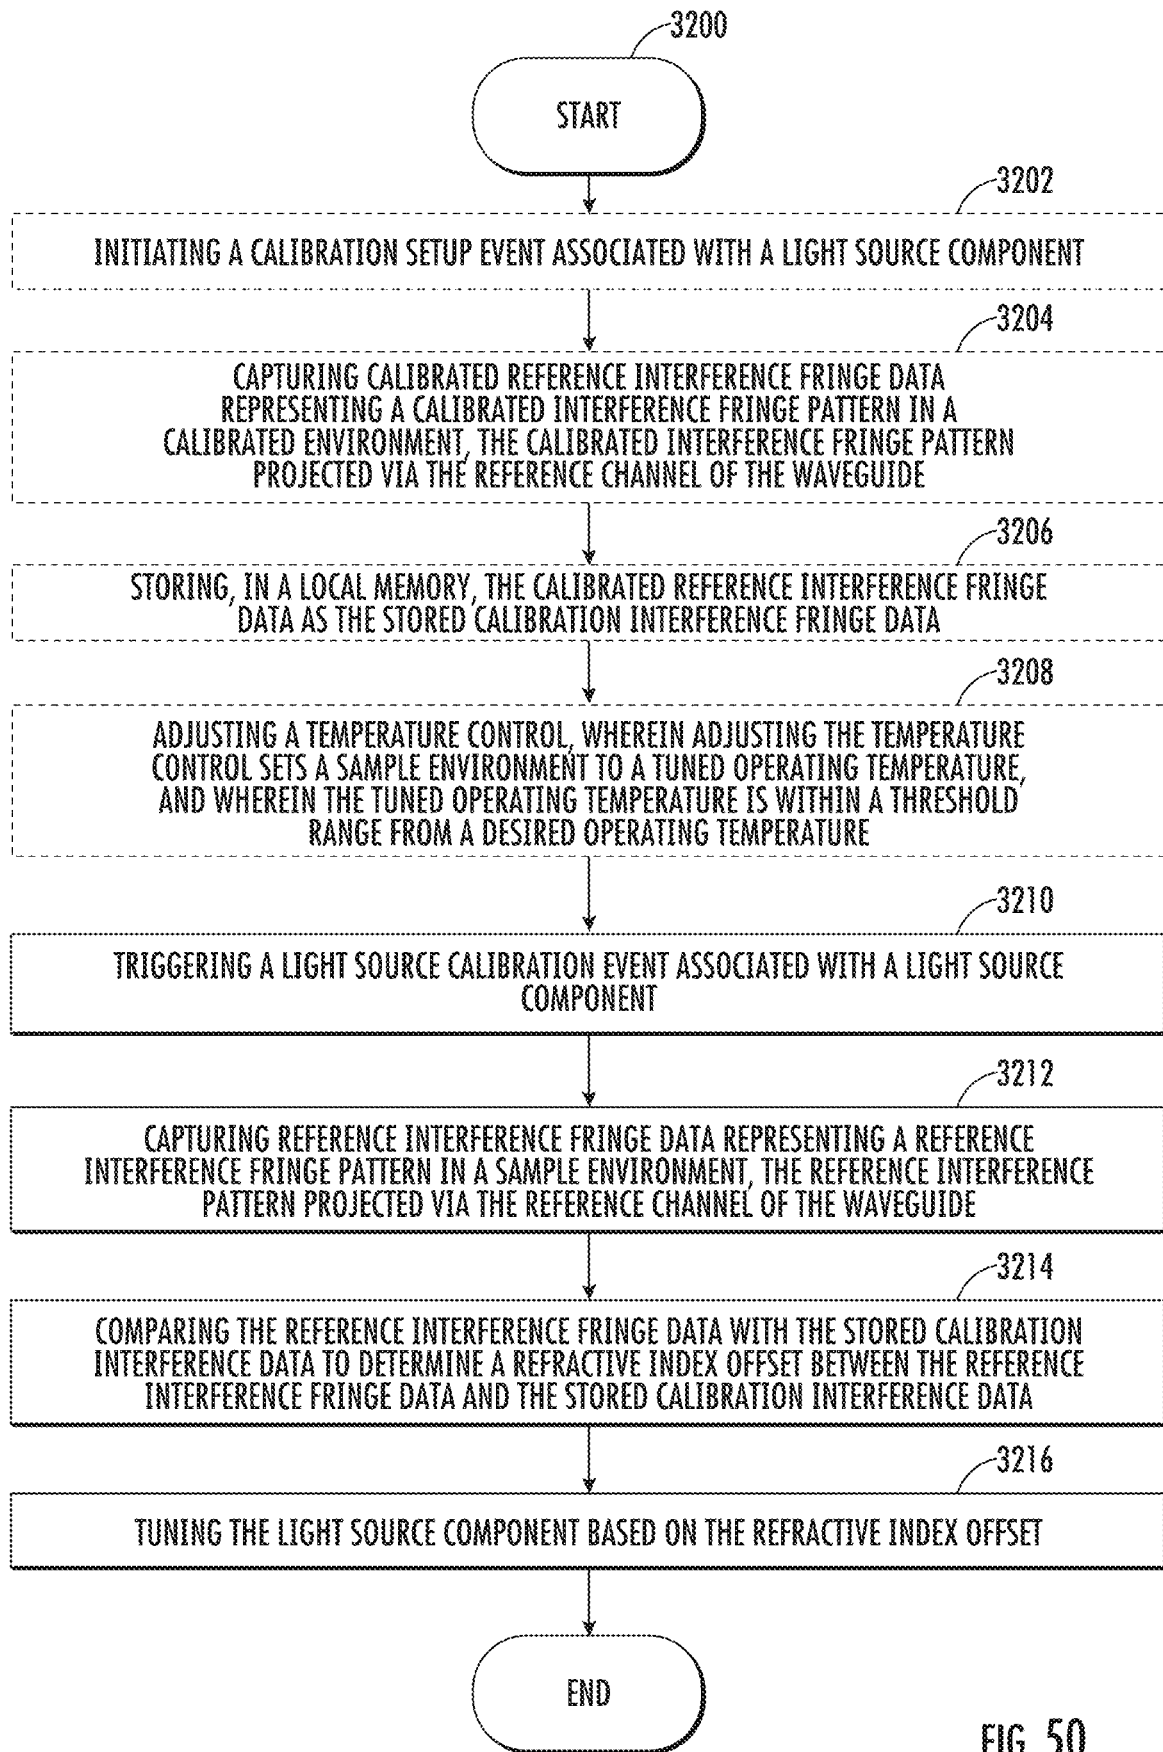 3200
START
3202
INITIATING A CALIBRATION SETUP EVENT ASSOCIATED WITH A LIGHT SOURCE COMPONENT
3204
CAPTURING CALIBRATED REFERENCE INTERFERENCE FRINGE DATA
REPRESENTING A CALIBRATED INTERFERENCE FRINGE PATTERN IN A
CALIBRATED ENVIRONMENT, THE CALIBRATED INTERFERENCE FRINGE PATTERN
PROJECTED VIA THE REFERENCE CHANNEL OF THE WAVEGUIDE
3206
STORING, IN A LOCAL MEMORY, THE CALIBRATED REFERENCE INTERFERENCE FRINGE
DATA AS THE STORED CALIBRATION INTERFERENCE FRINGE DATA
3208
ADJUSTING A TEMPERATURE CONTROL, WHEREIN ADJUSTING THE TEMPERATURE
CONTROL SETS A SAMPLE ENVIRONMENT TO A TUNED OPERATING TEMPERATURE,
AND WHEREIN THE TUNED OPERATING TEMPERATURE IS WITHIN A THRESHOLD
RANGE FROM A DESIRED OPERATING TEMPERATURE
3210
TRIGGERING A LIGHT SOURCE CALIBRATION EVENT ASSOCIATED WITH A LIGHT SOURCE
COMPONENT
3212
CAPTURING REFERENCE INTERFERENCE FRINGE DATA REPRESENTING A REFERENCE
INTERFERENCE FRINGE PATTERN IN A SAMPLE ENVIRONMENT, THE REFERENCE INTERFERENCE
PATTERN PROJECTED VIA THE REFERENCE CHANNEL OF THE WAVEGUIDE
3214
COMPARING THE REFERENCE INTERFERENCE FRINGE DATA WITH THE STORED CALIBRATION
INTERFERENCE DATA TO DETERMINE A REFRACTIVE INDEX OFFSET BETWEEN THE REFERENCE
INTERFERENCE FRINGE DATA AND THE STORED CALIBRATION INTERFERENCE DATA
3216
TUNING THE LIGHT SOURCE COMPONENT BASED ON THE REFRACTIVE INDEX OFFSET
END
FIG. 50